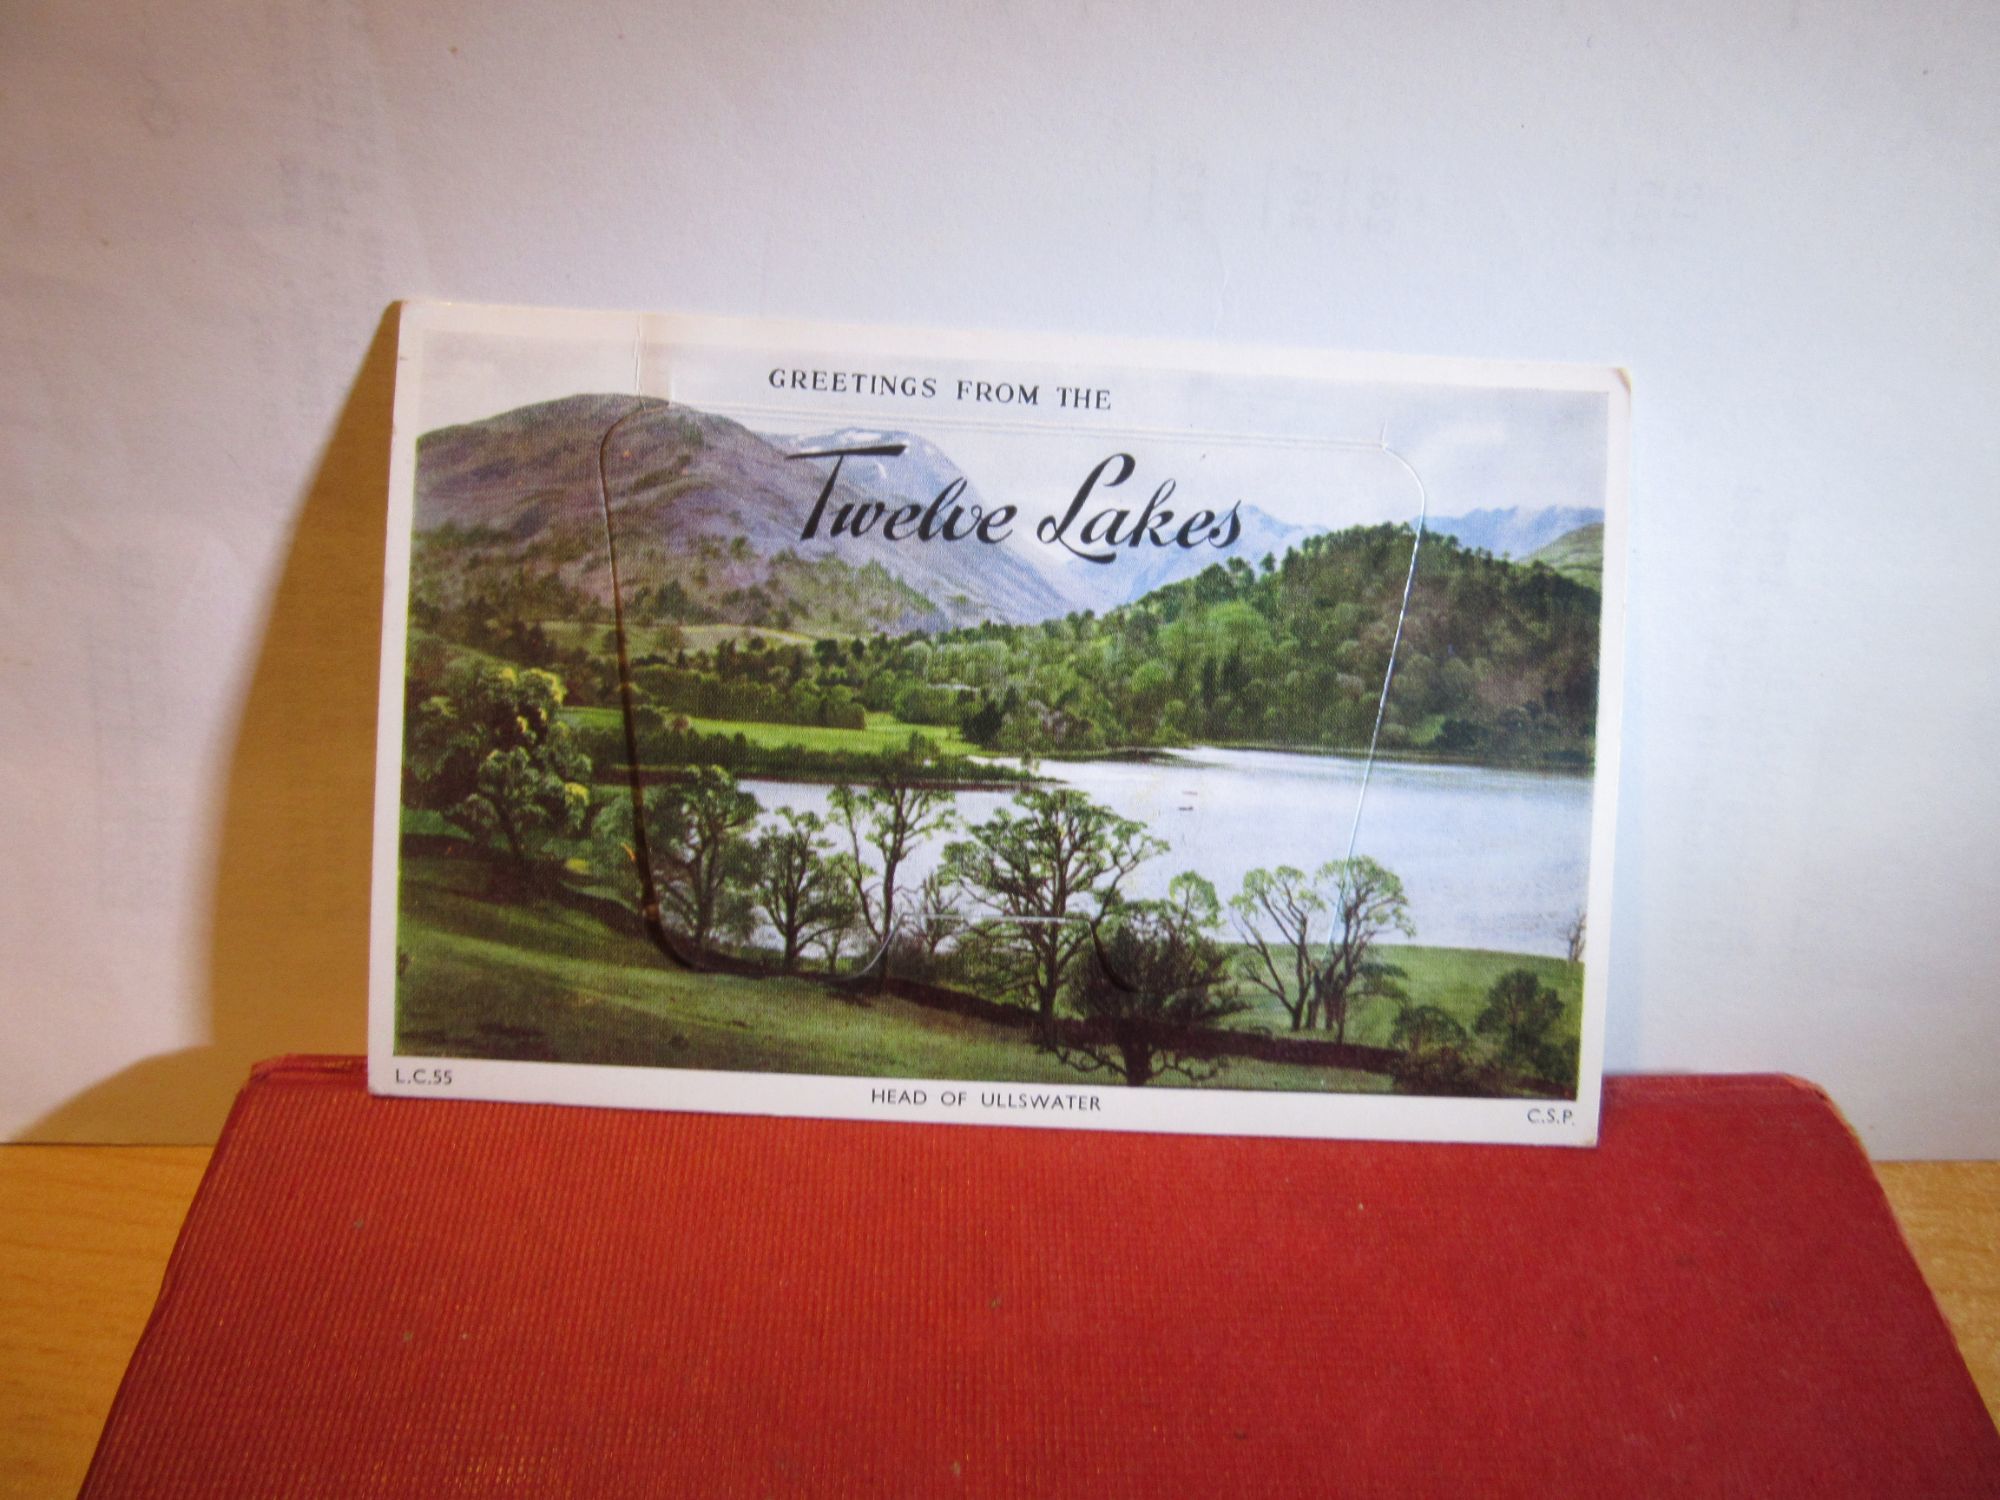 GREETINGS FROM THE
Twelve Lakes
L.C.55
HEAD OF ULLSWATER
C.S.P.